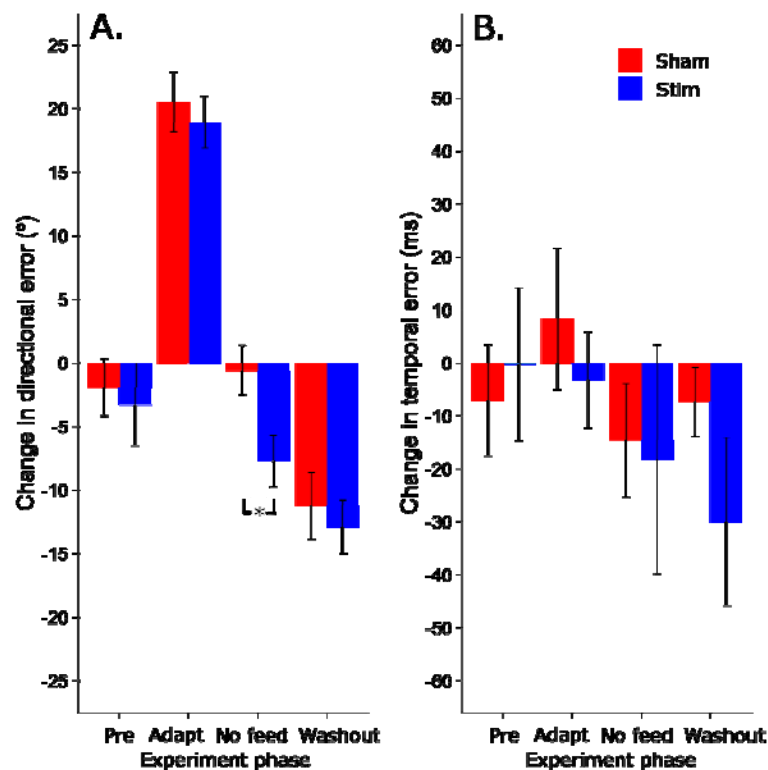 A.
25
20
15
10
5
0
-5
-10
-15
-20
-25
Change in directional error (°)
*
Pre Adapt No feed Washout
Experiment phase
B.
Sham
Stim
60
50
40
30
20
10
0
-10
-20
-30
-40
-50
-60
Change in temporal error (ms)
Pre Adapt No feed Washout
Experiment phase